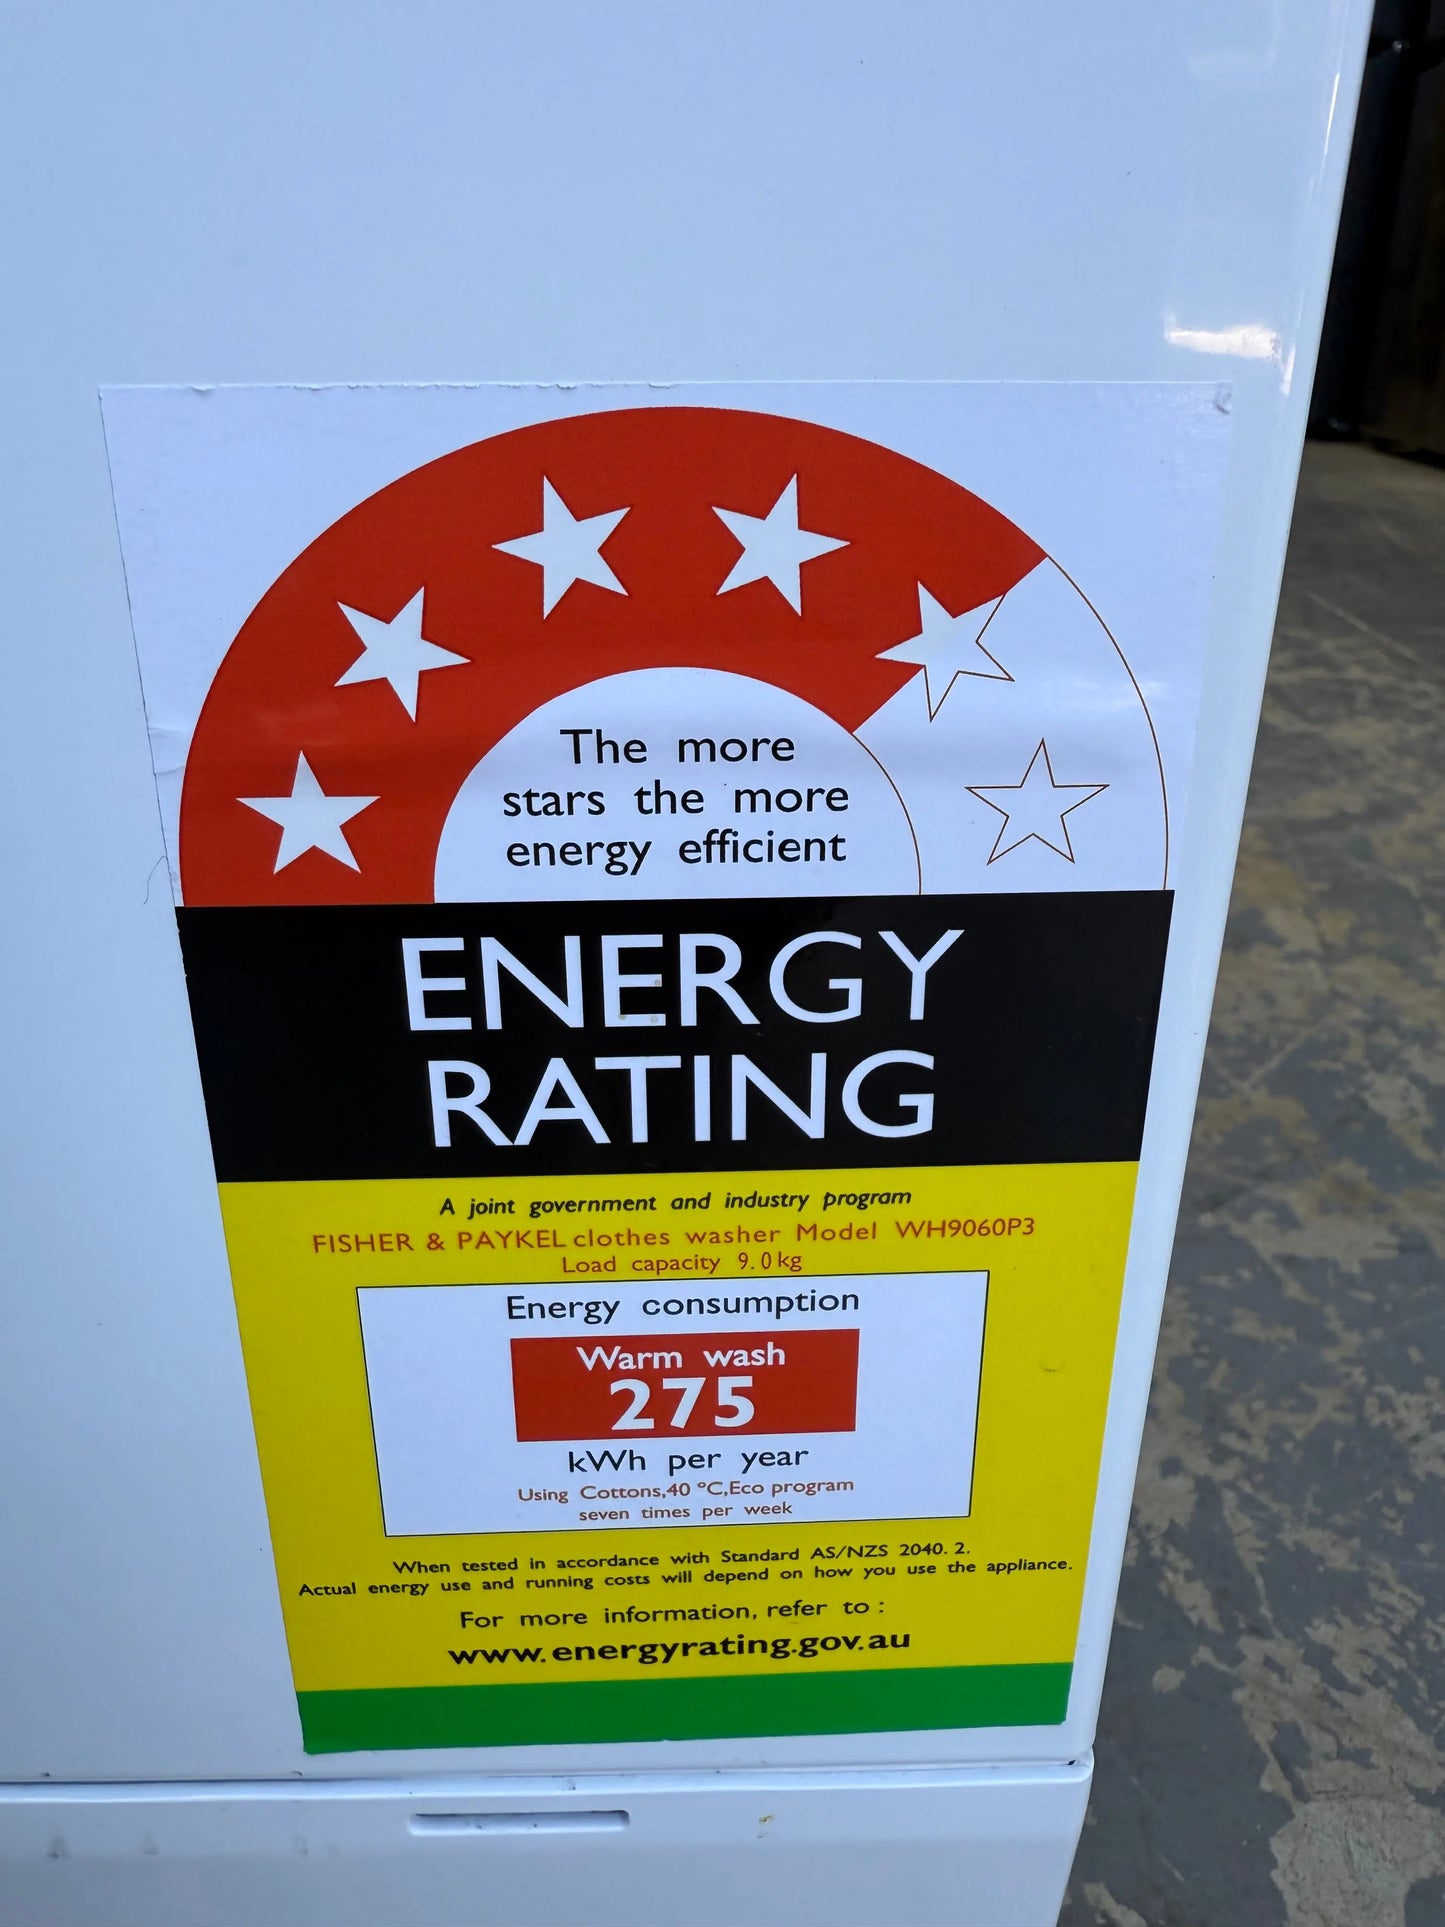 The more
stars the more
energy efficient
ENERGY
RATING
A joint government and industry program
FISHER & PAYKEL clothes washer Model WH9060P3
Load capacity 9.0kg
Energy consumption
Warm wash
275
kWh per year
Using Cottons,40 °C,Eco program
seven times per week
When tested in accordance with Standard AS/NZS 2040.2.
Actual energy use and running costs will depend on how you use the appliance.
For more information, refer to :
www.energyrating.gov.au